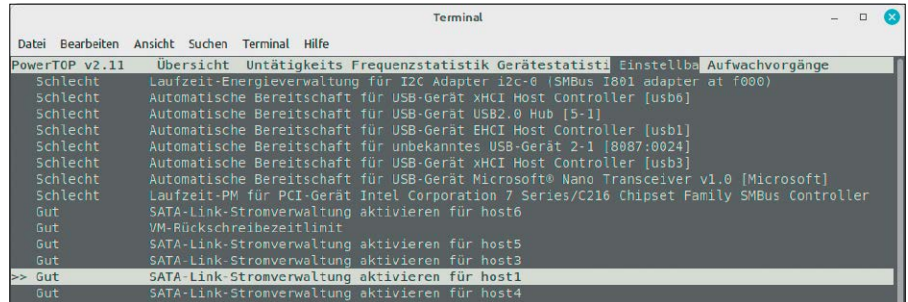 Terminal
Datei Bearbeiten Ansicht Suchen Terminal Hilfe
PowerTOP v2.11 Übersicht Untätigkeits Frequenzstatistik Gerätestatisti Einstellba Aufwachvorgänge
Schlecht Laufzeit-Energieverwaltung für I2C Adapter i2c-0 (SMBus I801 adapter at f000)
Schlecht Automatische Bereitschaft für USB-Gerät xHCI Host Controller [usb6]
Schlecht Automatische Bereitschaft für USB-Gerät USB2.0 Hub [5-1]
Schlecht Automatische Bereitschaft für USB-Gerät EHCI Host Controller [usb1]
Schlecht Automatische Bereitschaft für unbekanntes USB-Gerät 2-1 [8087:0024]
Schlecht Automatische Bereitschaft für USB-Gerät xHCI Host Controller [usb3]
Schlecht Automatische Bereitschaft für USB-Gerät Microsoft® Nano Transceiver v1.0 [Microsoft]
Schlecht Laufzeit-PM für PCI-Gerät Intel Corporation 7 Series/C216 Chipset Family SMBus Controller
Gut SATA-Link-Stromverwaltung aktivieren für host6
Gut VM-Rückschreibezeitlimit
Gut SATA-Link-Stromverwaltung aktivieren für host5
Gut SATA-Link-Stromverwaltung aktivieren für host3
>> Gut SATA-Link-Stromverwaltung aktivieren für host1
Gut SATA-Link-Stromverwaltung aktivieren für host4